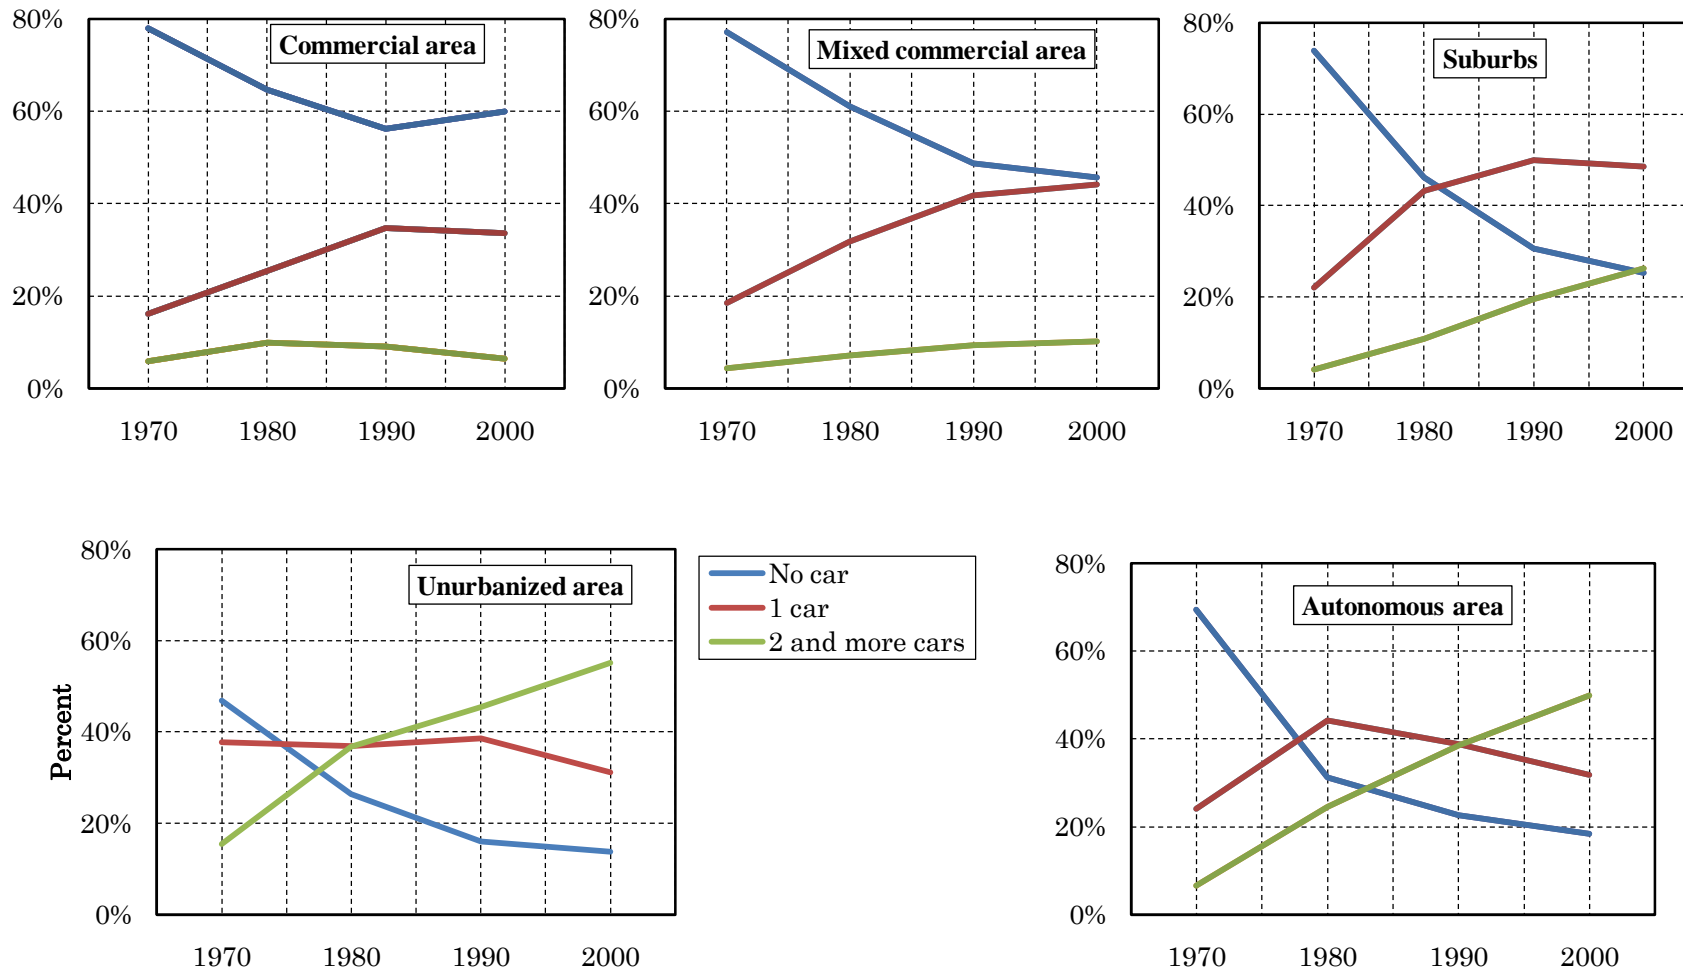 Commercial area
80%
60%
40%
20%
0%
1970 1980 1990 2000
Mixed commercial area
80%
60%
40%
20%
0%
1970 1980 1990 2000
Suburbs
80%
60%
40%
20%
0%
1970 1980 1990 2000
Unurbanized area
Percent
80%
60%
40%
20%
0%
1970 1980 1990 2000
No car
1 car
2 and more cars
Autonomous area
80%
60%
40%
20%
0%
1970 1980 1990 2000